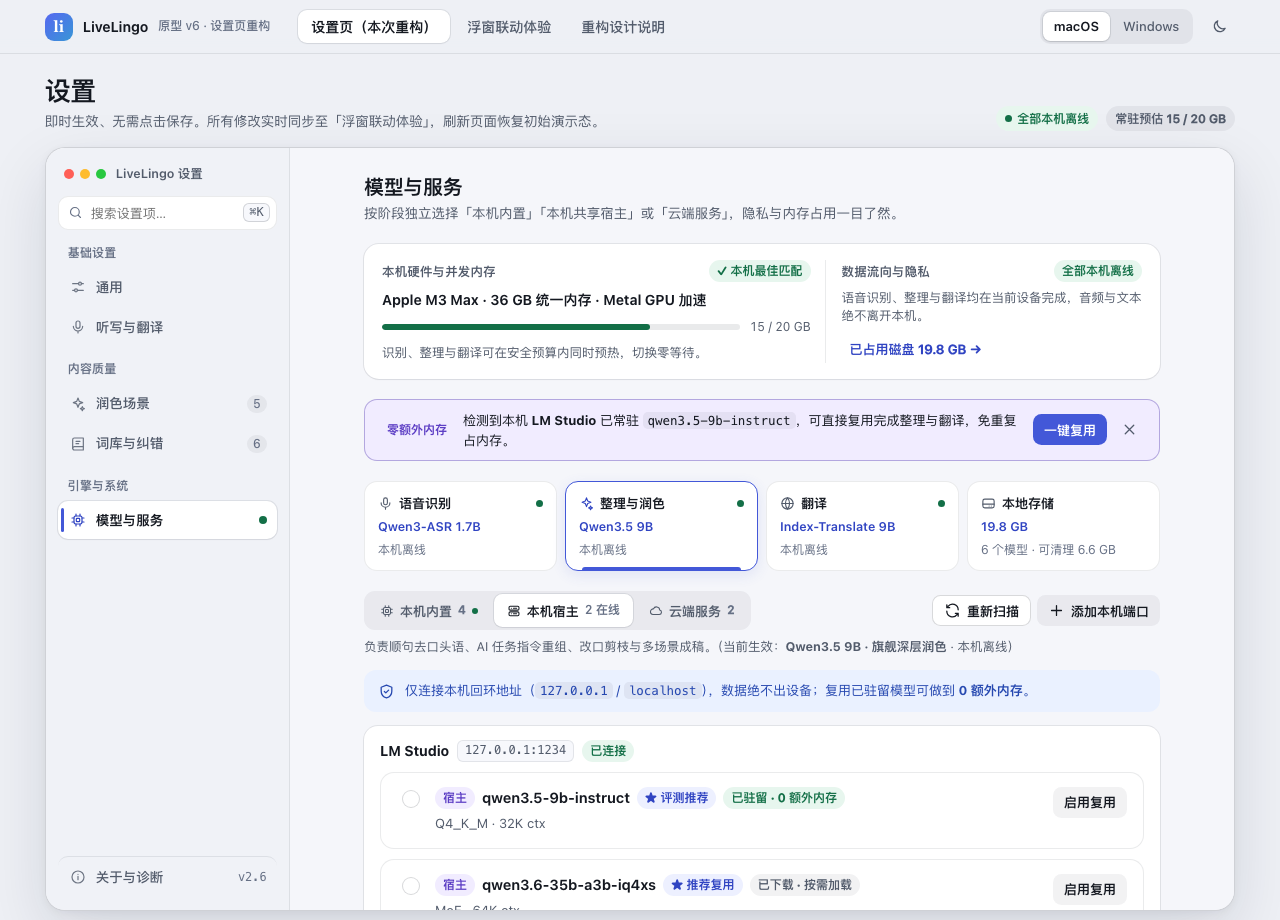 li LiveLingo 原型 v6 · 设置页重构 设置页（本次重构） 浮窗联动体验 重构设计说明 macOS Windows
设置
即时生效、无需点击保存。所有修改实时同步至「浮窗联动体验」，刷新页面恢复初始演示态。
全部本机离线 常驻预估 15 / 20 GB
LiveLingo 设置
搜索设置项... ⌘K
基础设置
通用
听写与翻译
内容质量
润色场景 5
词库与纠错 6
引擎与系统
模型与服务
关于与诊断 v2.6
模型与服务
按阶段独立选择「本机内置」「本机共享宿主」或「云端服务」，隐私与内存占用一目了然。
本机硬件与并发内存 本机最佳匹配
Apple M3 Max · 36 GB 统一内存 · Metal GPU 加速
15 / 20 GB
识别、整理与翻译可在安全预算内同时预热，切换零等待。
数据流向与隐私 全部本机离线
语音识别、整理与翻译均在当前设备完成，音频与文本
绝不离开本机。
已占用磁盘 19.8 GB →
零额外内存
检测到本机 LM Studio 已常驻 qwen3.5-9b-instruct，可直接复用完成整理与翻译，免重复
占内存。
一键复用
语音识别
Qwen3-ASR 1.7B
本机离线
整理与润色
Qwen3.5 9B
本机离线
翻译
Index-Translate 9B
本机离线
本地存储
19.8 GB
6 个模型 · 可清理 6.6 GB
本机内置 4 本机宿主 2 在线 云端服务 2 重新扫描 添加本机端口
负责顺句去口头语、AI 任务指令重组、改口剪枝与多场景成稿。（当前生效：Qwen3.5 9B · 旗舰深层润色 · 本机离线）
仅连接本机回环地址（127.0.0.1 / localhost），数据绝不出设备；复用已驻留模型可做到 0 额外内存。
LM Studio 127.0.0.1:1234 已连接
宿主 qwen3.5-9b-instruct 评测推荐 已驻留 · 0 额外内存
Q4_K_M · 32K ctx
启用复用
宿主 qwen3.6-35b-a3b-iq4xs 推荐复用 已下载 · 按需加载
MoE · 64K ctx
启用复用